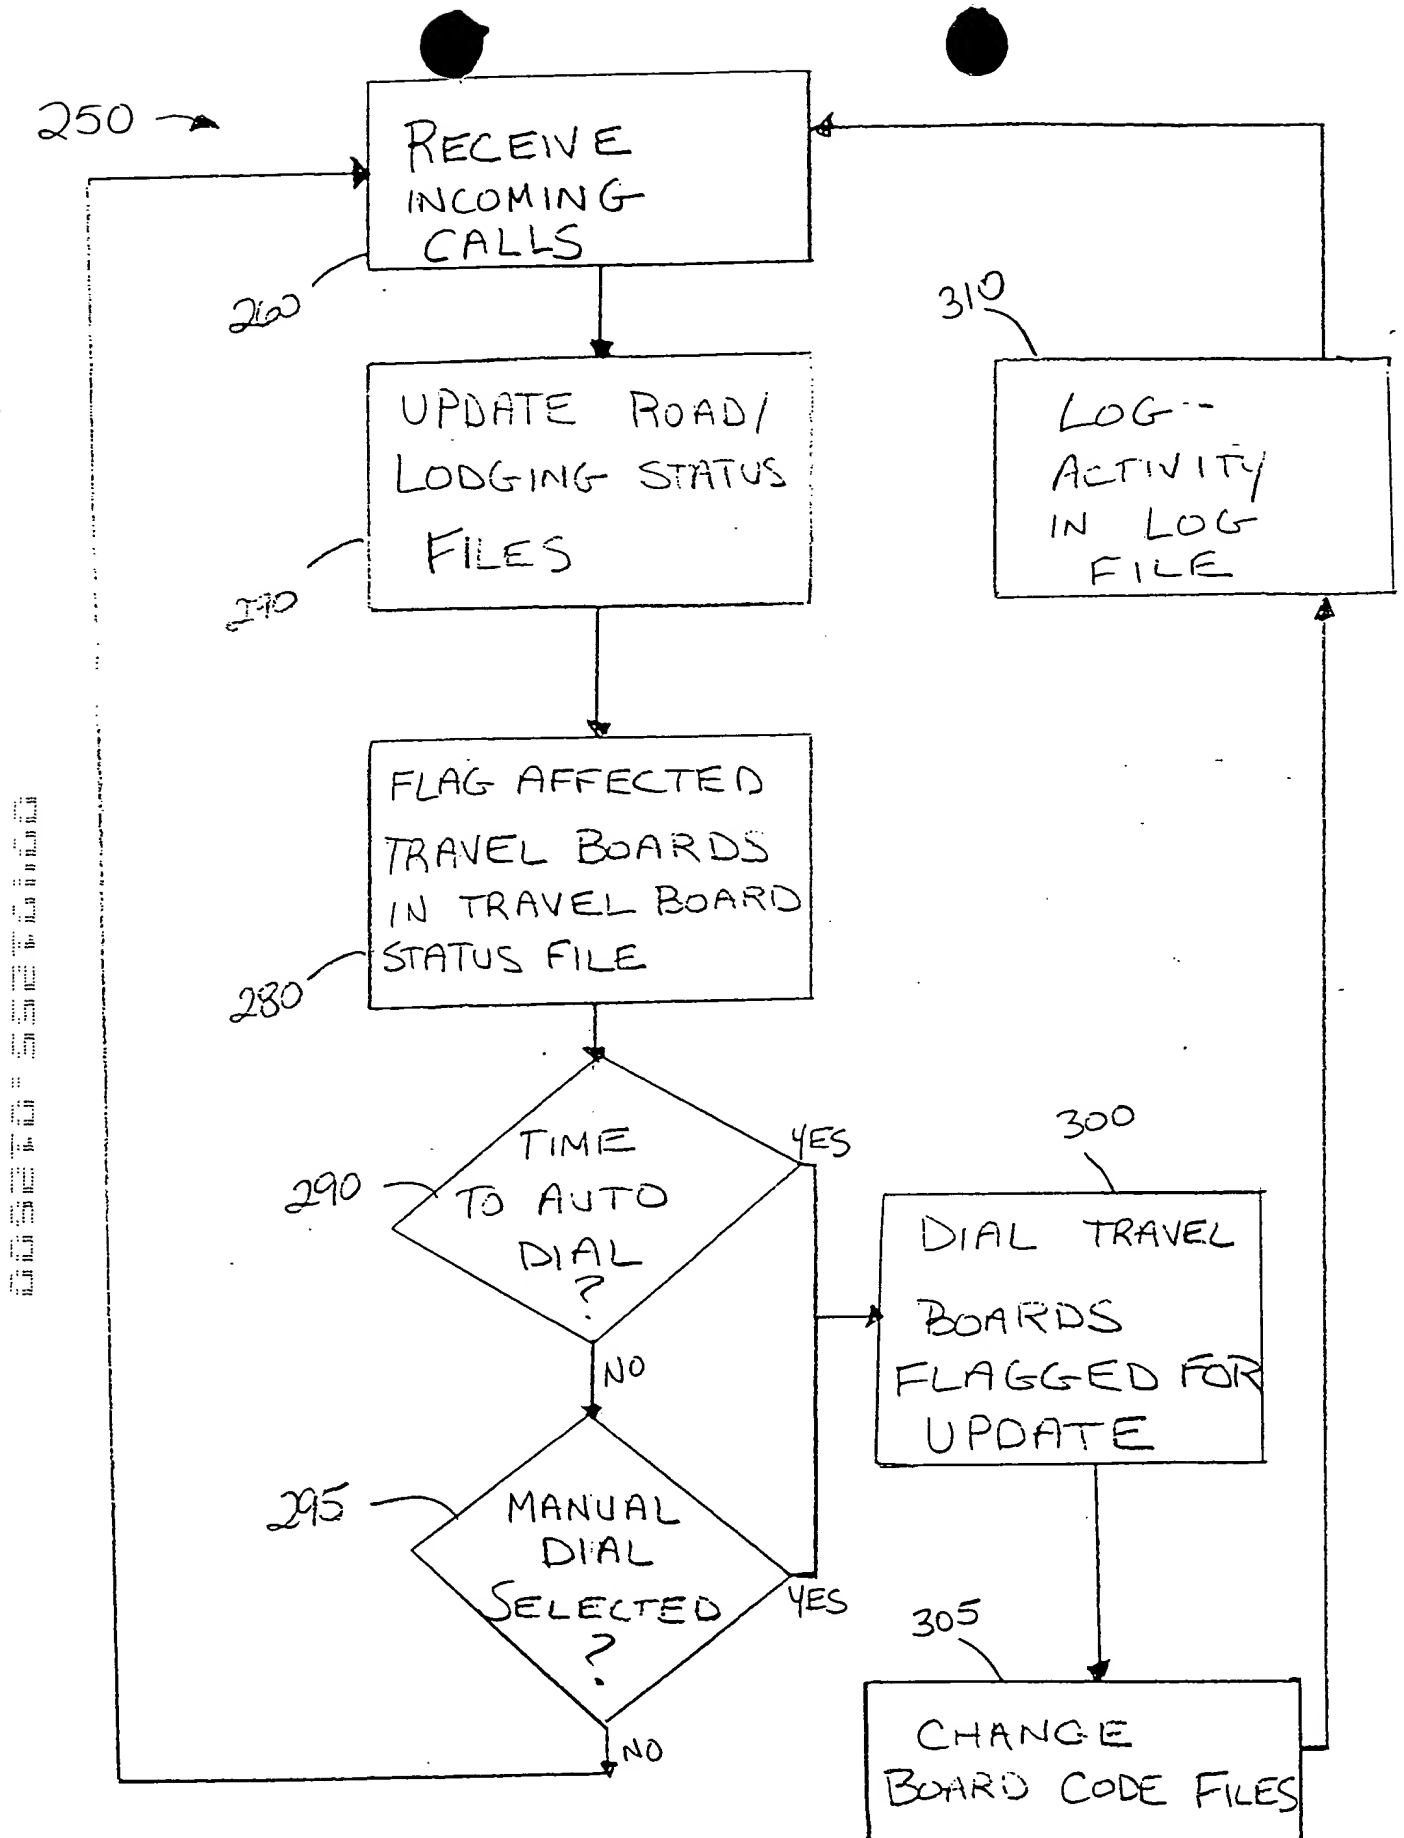 250
RECEIVE
INCOMING
CALLS
260
UPDATE ROAD/
LODGING STATUS
FILES
270
FLAG AFFECTED
TRAVEL BOARDS
IN TRAVEL BOARD
STATUS FILE
280
TIME
TO AUTO
DIAL
?
290
YES
NO
MANUAL
DIAL
SELECTED
?
295
YES
NO
300
DIAL TRAVEL
BOARDS
FLAGGED FOR
UPDATE
305
CHANGE
BOARD CODE FILES
310
LOG
ACTIVITY
IN LOG
FILE